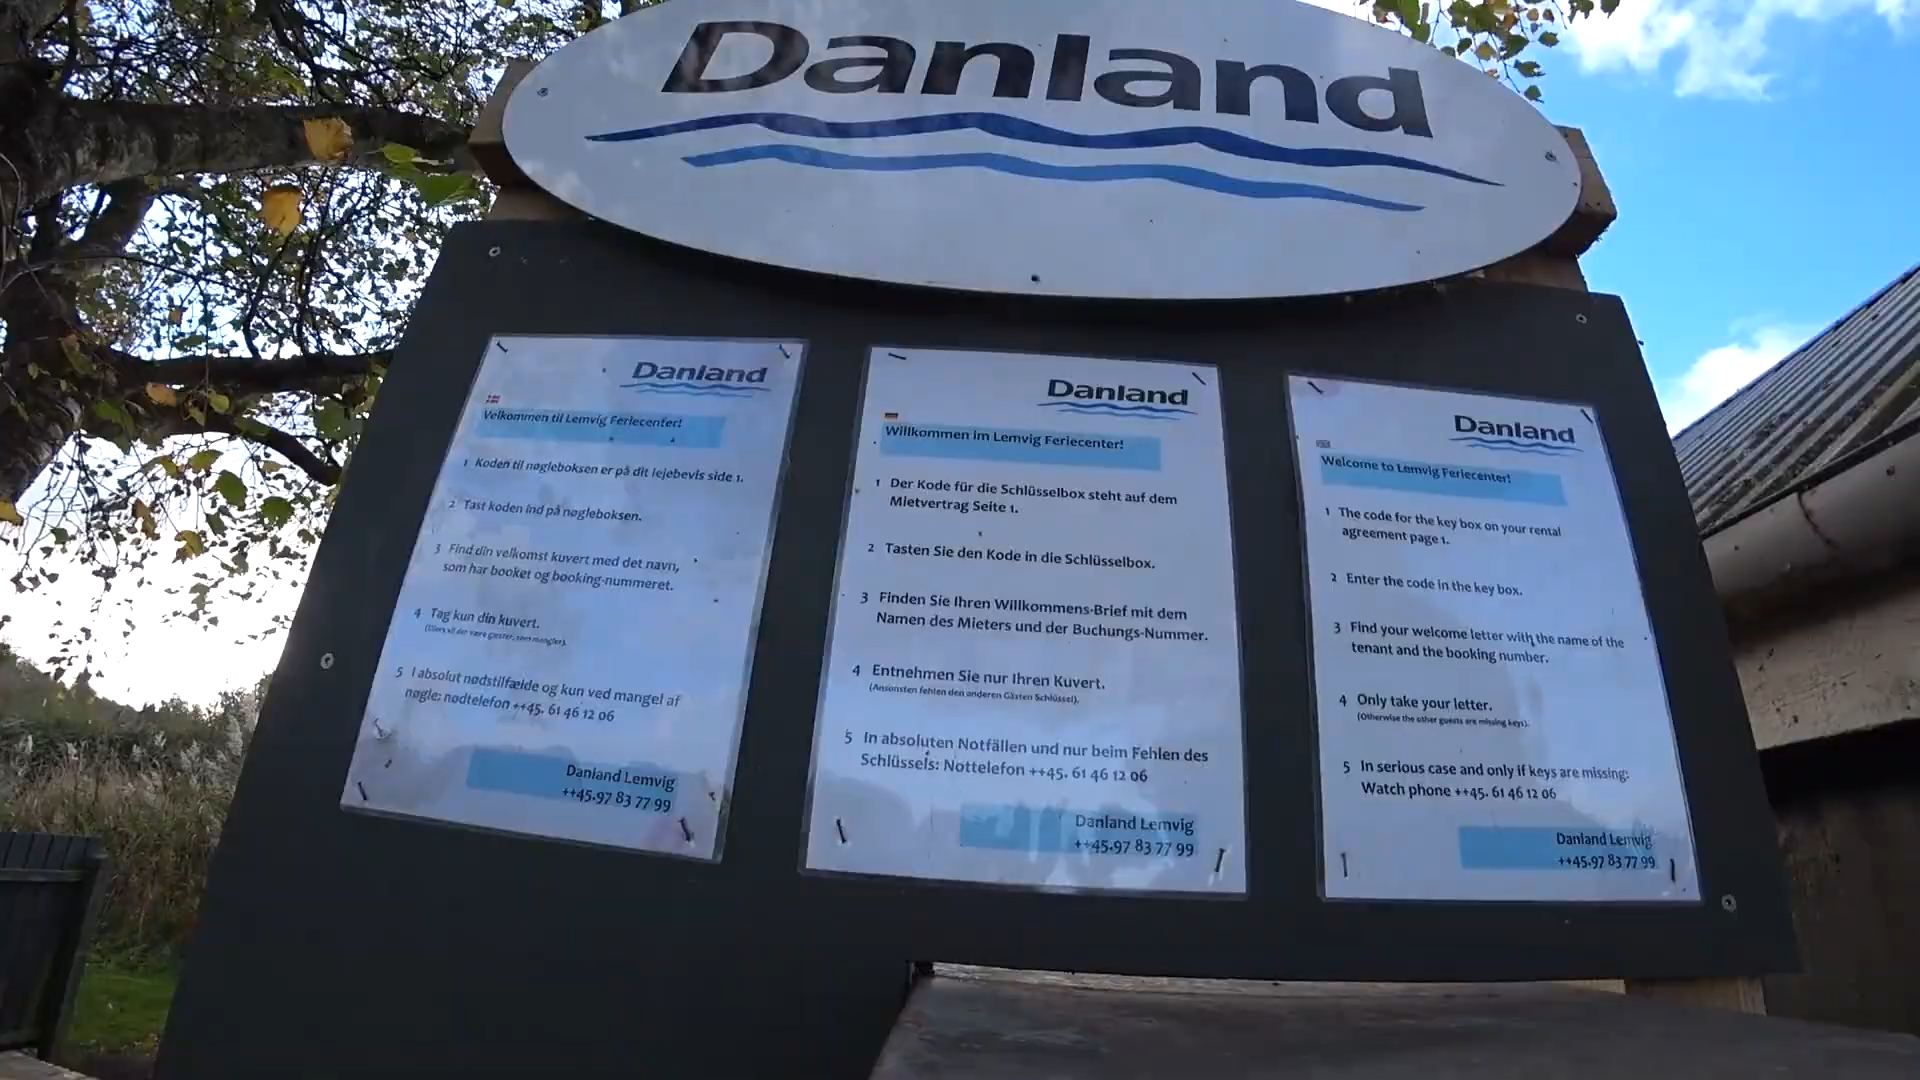 Danland
Danland
Velkommen til Lemvig Feriecenter!
1 Koden til nøgleboksen er på dit lejebevis side 1.
2 Tast koden ind på nøgleboksen.
3 Find din velkomst kuvert med det navn,
som har booket og booking-nummeret.
4 Tag kun din kuvert.
(Ellers vil der være gæster, som mangler).
5 I absolut nødstilfælde og kun ved mangel af
nøgle: nødtelefon ++45. 61 46 12 06
Danland Lemvig
++45.97 83 77 99
Danland
Willkommen im Lemvig Feriecenter!
1 Der Kode für die Schlüsselbox steht auf dem
Mietvertrag Seite 1.
2 Tasten Sie den Kode in die Schlüsselbox.
3 Finden Sie Ihren Willkommens-Brief mit dem
Namen des Mieters und der Buchungs-Nummer.
4 Entnehmen Sie nur Ihren Kuvert.
(Ansonsten fehlen den anderen Gästen Schlüssel).
5 In absoluten Notfällen und nur beim Fehlen des
Schlüssels: Nottelefon ++45. 61 46 12 06
Danland Lemvig
++45.97 83 77 99
Danland
Welcome to Lemvig Feriecenter!
1 The code for the key box on your rental
agreement page 1.
2 Enter the code in the key box.
3 Find your welcome letter with the name of the
tenant and the booking number.
4 Only take your letter.
(Otherwise the other guests are missing keys).
5 In serious case and only if keys are missing:
Watch phone ++45. 61 46 12 06
Danland Lemvig
++45.97 83 77 99